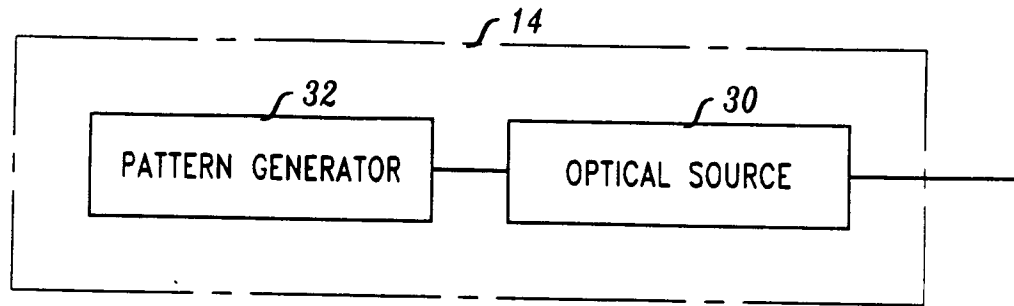 14
32
30
PATTERN GENERATOR
OPTICAL SOURCE